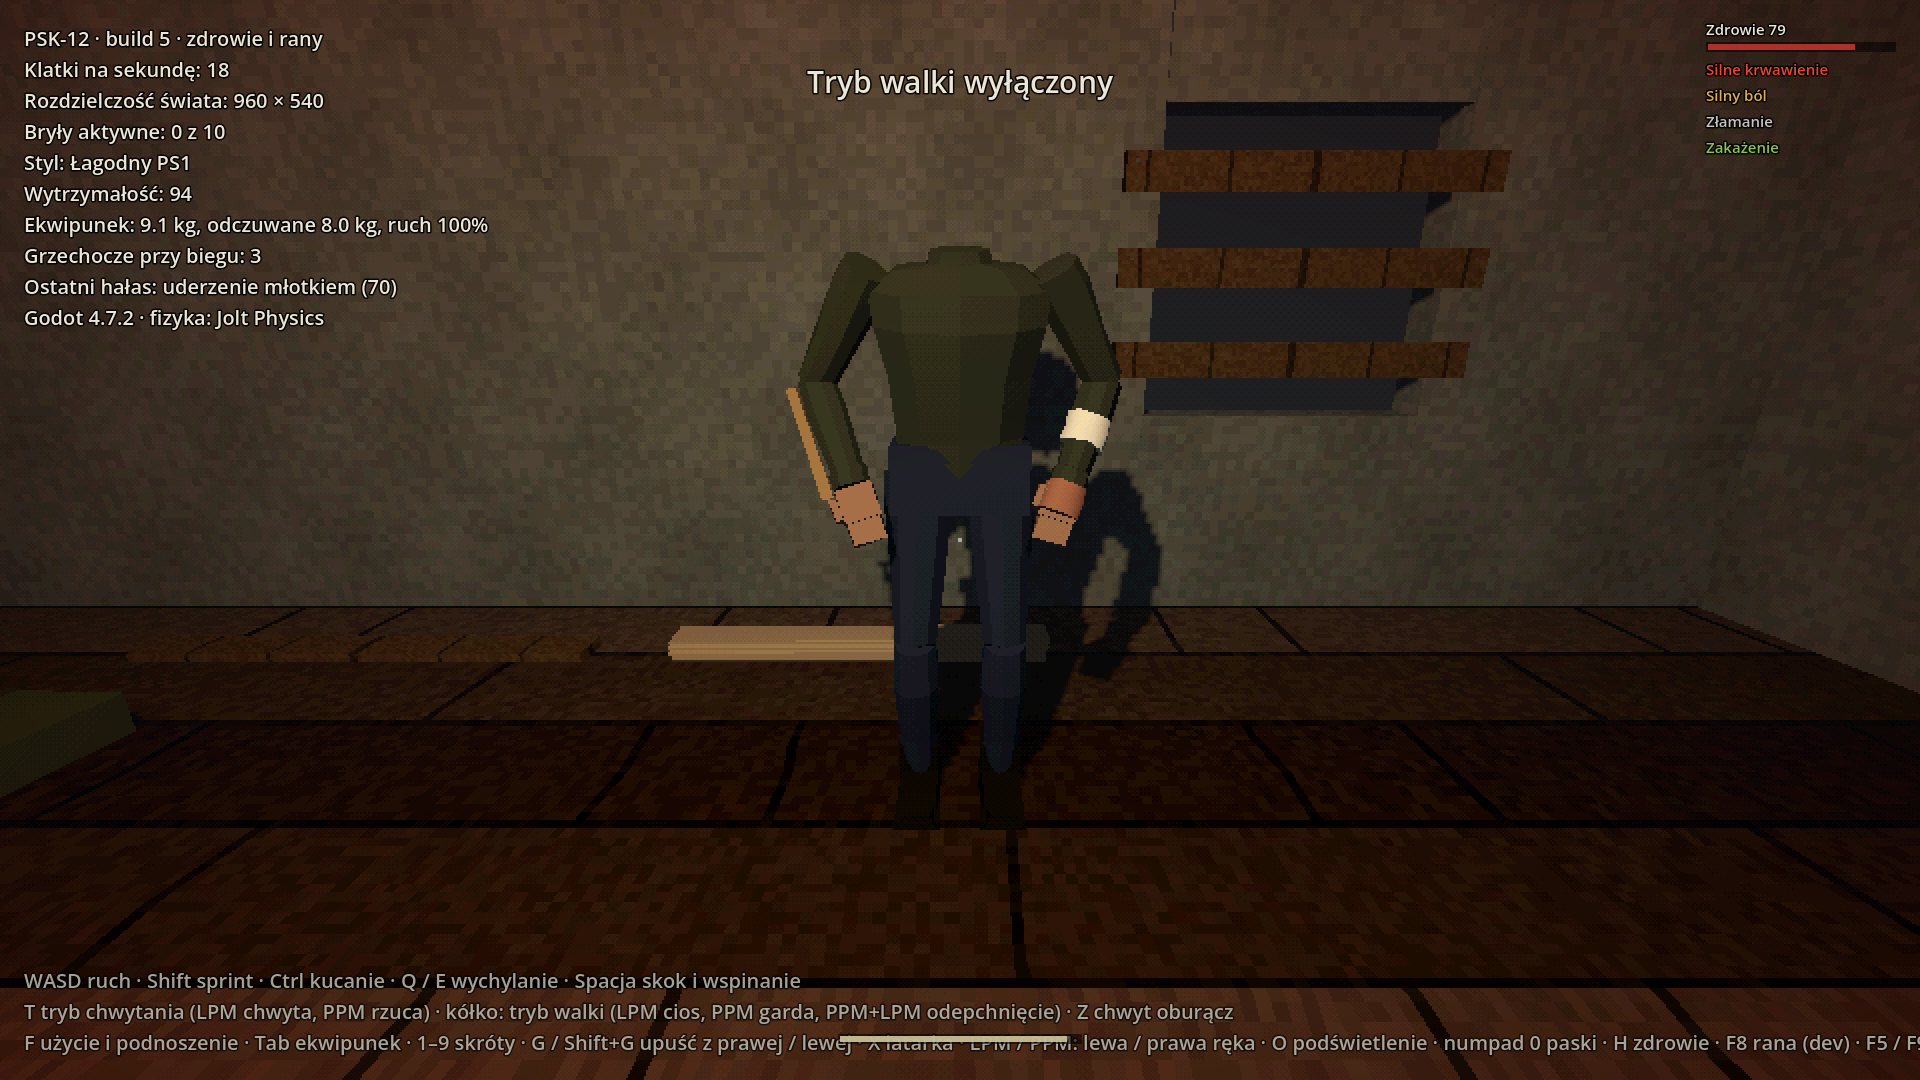 PSK-12 · build 5 · zdrowie i rany
Klatki na sekundę: 18
Rozdzielczość świata: 960 × 540
Bryły aktywne: 0 z 10
Styl: Łagodny PS1
Wytrzymałość: 94
Ekwipunek: 9.1 kg, odczuwane 8.0 kg, ruch 100%
Grzechocze przy biegu: 3
Ostatni hałas: uderzenie młotkiem (70)
Godot 4.7.2 · fizyka: Jolt Physics
Tryb walki wyłączony
Zdrowie 79
Silne krwawienie
Silny ból
Złamanie
Zakażenie
WASD ruch · Shift sprint · Ctrl kucanie · Q / E wychylanie · Spacja skok i wspinanie
T tryb chwytania (LPM chwyta, PPM rzuca) · kółko: tryb walki (LPM cios, PPM garda, PPM+LPM odepchnięcie) · Z chwyt oburącz
F użycie i podnoszenie · Tab ekwipunek · 1–9 skróty · G / Shift+G upuść z prawej / lewej · X latarka · LPM / PPM: lewa / prawa ręka · O podświetlenie · numpad 0 paski · H zdrowie · F8 rana (dev) · F5 /